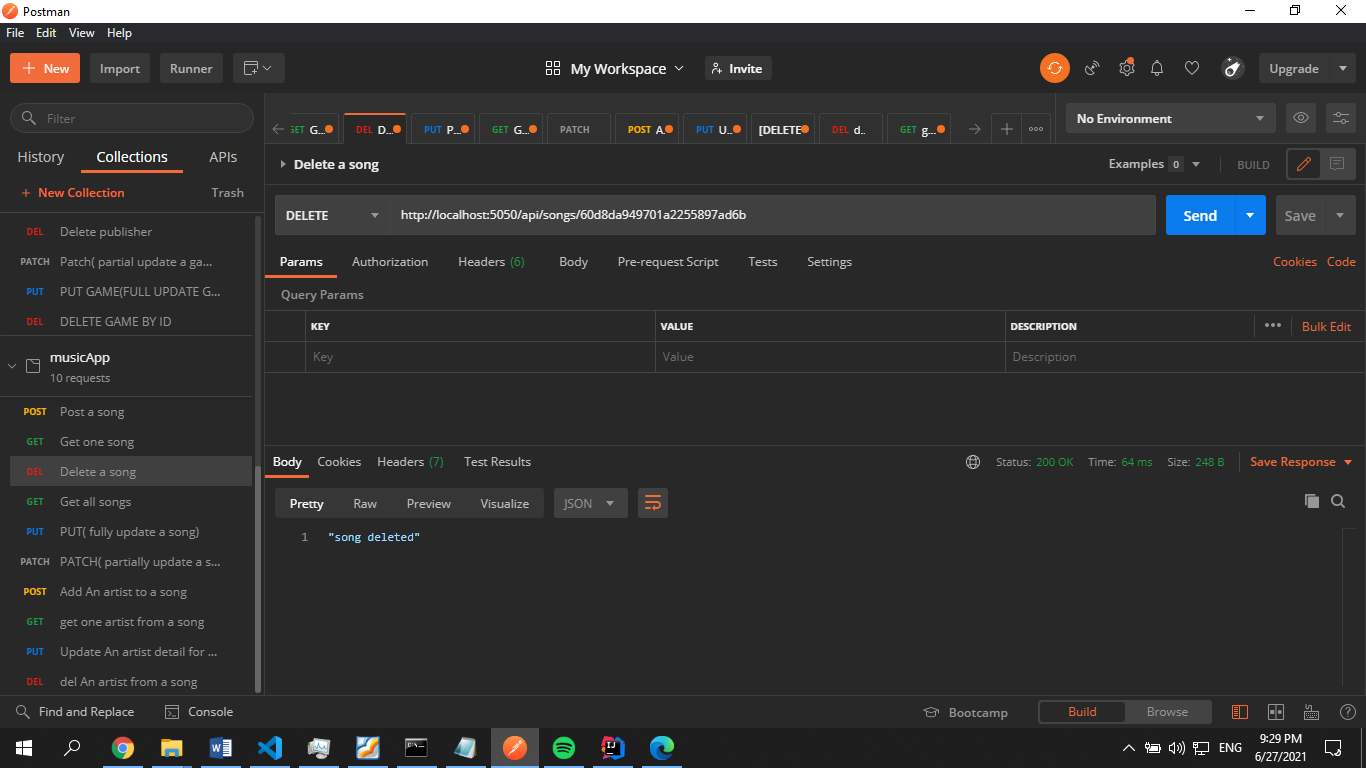 Postman
File Edit View Help
+ New Import Runner My Workspace Invite Upgrade
Filter
History Collections APIs
+ New Collection Trash
DEL Delete publisher
PATCH Patch( partial update a ga...
PUT PUT GAME(FULL UPDATE G...
DEL DELETE GAME BY ID
musicApp
10 requests
POST Post a song
GET Get one song
DEL Delete a song
GET Get all songs
PUT PUT( fully update a song)
PATCH PATCH( partially update a s...
POST Add An artist to a song
GET get one artist from a song
PUT Update An artist detail for ...
DEL del An artist from a song
GET G... DEL D... PUT P... GET G... PATCH POST A... PUT U... [DELETE DEL d.. GET g... + ooo
No Environment
Delete a song
Examples 0 BUILD
DELETE http://localhost:5050/api/songs/60d8da949701a2255897ad6b Send Save
Params Authorization Headers (6) Body Pre-request Script Tests Settings Cookies Code
Query Params
KEY VALUE DESCRIPTION ••• Bulk Edit
Key Value Description
Body Cookies Headers (7) Test Results Status: 200 OK Time: 64 ms Size: 248 B Save Response
Pretty Raw Preview Visualize JSON
1 "song deleted"
Find and Replace Console Bootcamp Build Browse
ENG
9:29 PM
6/27/2021